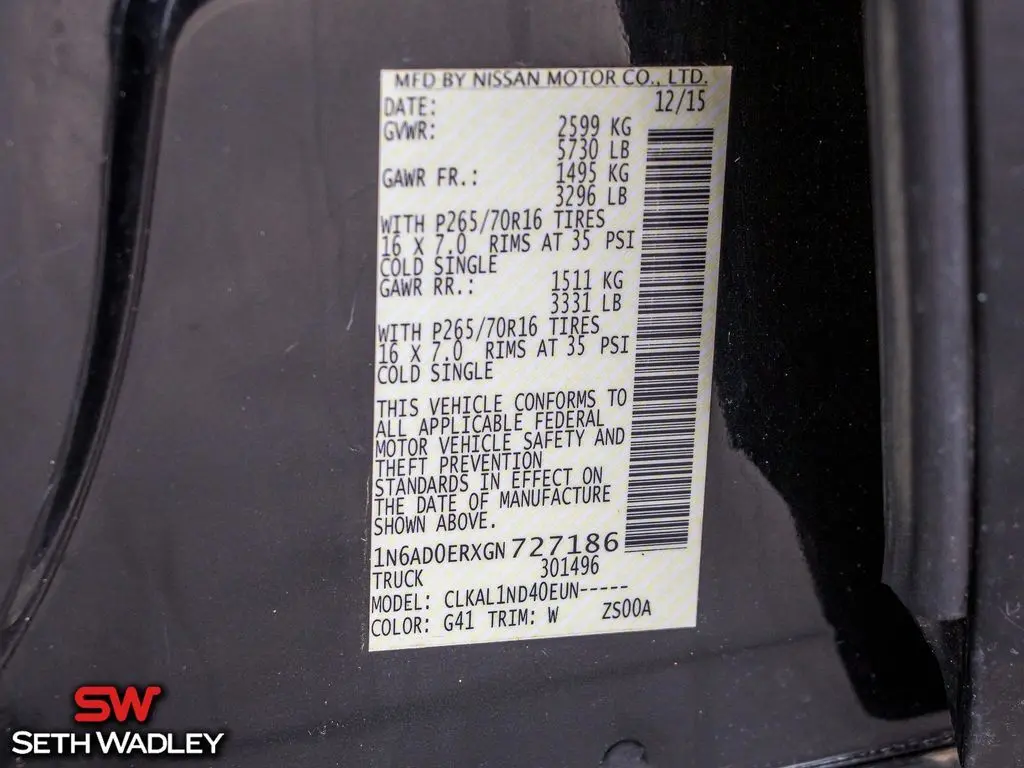 MFD BY NISSAN MOTOR CO., LTD.
DATE: 12/15
GVWR: 2599 KG
5730 LB
GAWR FR.: 1495 KG
3296 LB
WITH P265/70R16 TIRES
16 X 7.0 RIMS AT 35 PSI
COLD SINGLE
GAWR RR.: 1511 KG
3331 LB
WITH P265/70R16 TIRES
16 X 7.0 RIMS AT 35 PSI
COLD SINGLE
THIS VEHICLE CONFORMS TO
ALL APPLICABLE FEDERAL
MOTOR VEHICLE SAFETY AND
THEFT PREVENTION
STANDARDS IN EFFECT ON
THE DATE OF MANUFACTURE
SHOWN ABOVE.
1N6AD0ERXGN727186
TRUCK 301496
MODEL: CLKAL1ND40EUN-----
COLOR: G41 TRIM: W ZS00A
SW
SETH WADLEY